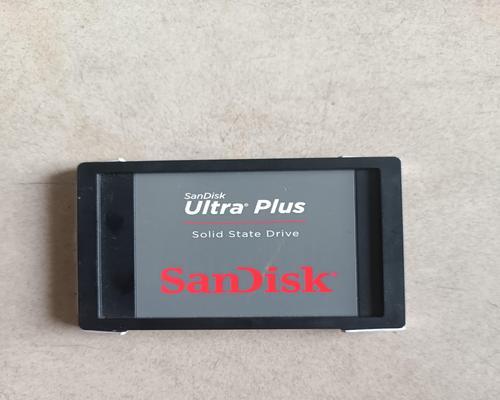 SanDisk
Ultra® Plus
Solid State Drive
SanDisk®